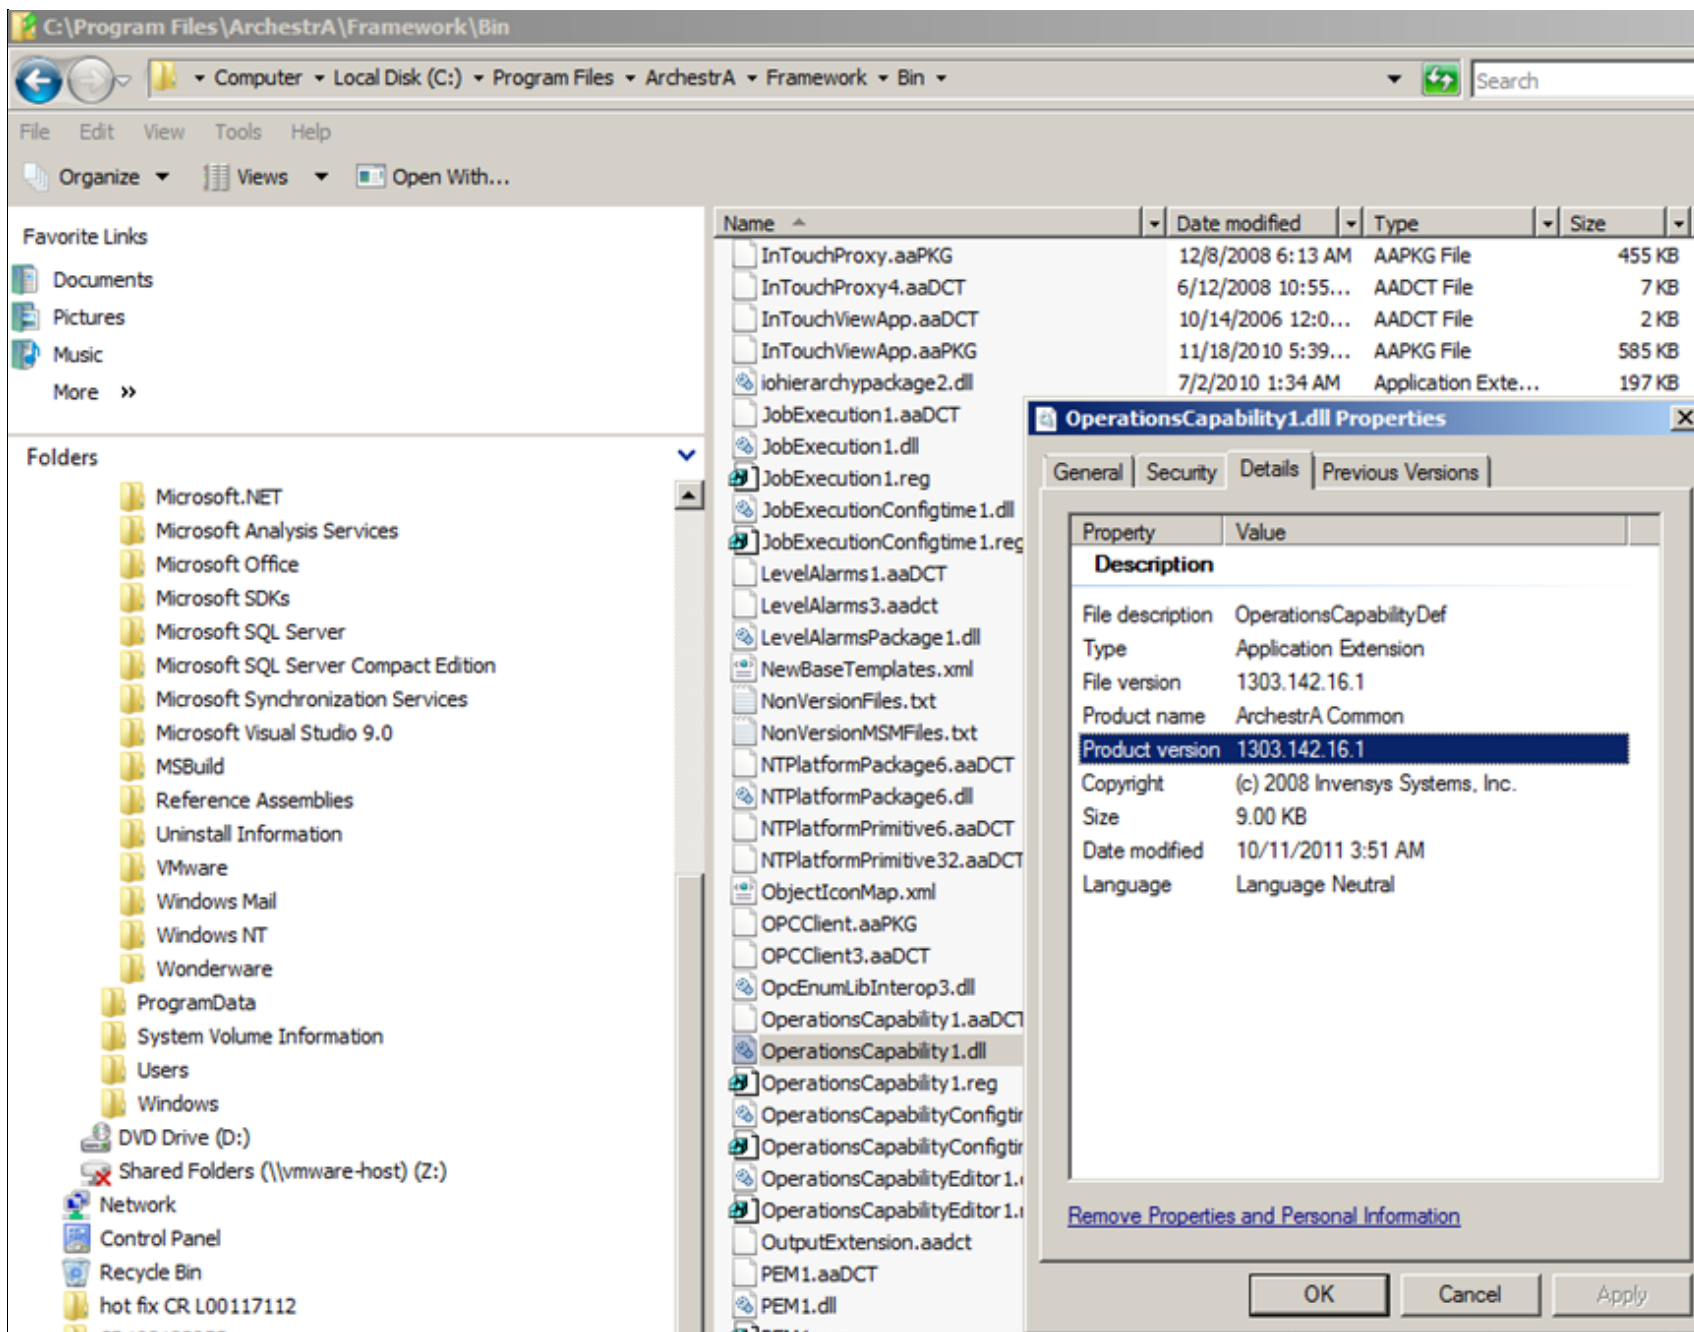 C:\Program Files\ArchestrA\Framework\Bin
Computer Local Disk (C:) Program Files ArchestrA Framework Bin
Search
File Edit View Tools Help
Organize Views Open With...
Favorite Links
Documents
Pictures
Music
More »
Folders
Microsoft.NET
Microsoft Analysis Services
Microsoft Office
Microsoft SDKs
Microsoft SQL Server
Microsoft SQL Server Compact Edition
Microsoft Synchronization Services
Microsoft Visual Studio 9.0
MSBuild
Reference Assemblies
Uninstall Information
VMware
Windows Mail
Windows NT
Wonderware
ProgramData
System Volume Information
Users
Windows
DVD Drive (D:)
Shared Folders (\\vmware-host) (Z:)
Network
Control Panel
Recycle Bin
hot fix CR L00117112
Name Date modified Type Size
InTouchProxy.aaPKG 12/8/2008 6:13 AM AAPKG File 455 KB
InTouchProxy4.aaDCT 6/12/2008 10:55... AADCT File 7 KB
InTouchViewApp.aaDCT 10/14/2006 12:0... AADCT File 2 KB
InTouchViewApp.aaPKG 11/18/2010 5:39... AAPKG File 585 KB
iohierarchypackage2.dll 7/2/2010 1:34 AM Application Exte... 197 KB
JobExecution1.aaDCT
JobExecution1.dll
JobExecution1.reg
JobExecutionConfigtime1.dll
JobExecutionConfigtime1.reg
LevelAlarms1.aaDCT
LevelAlarms3.aadct
LevelAlarmsPackage1.dll
NewBaseTemplates.xml
NonVersionFiles.txt
NonVersionMSMFiles.txt
NTPlatformPackage6.aaDCT
NTPlatformPackage6.dll
NTPlatformPrimitive6.aaDCT
NTPlatformPrimitive32.aaDCT
ObjectIconMap.xml
OPCClient.aaPKG
OPCClient3.aaDCT
OpcEnumLibInterop3.dll
OperationsCapability1.aaDCT
OperationsCapability1.dll
OperationsCapability1.reg
OperationsCapabilityConfigti
OperationsCapabilityConfigti
OperationsCapabilityEditor1.
OperationsCapabilityEditor1.
OutputExtension.aadct
PEM1.aaDCT
PEM1.dll
OperationsCapability1.dll Properties
General Security Details Previous Versions
Property Value
Description
File description OperationsCapabilityDef
Type Application Extension
File version 1303.142.16.1
Product name ArchestrA Common
Product version 1303.142.16.1
Copyright (c) 2008 Invensys Systems, Inc.
Size 9.00 KB
Date modified 10/11/2011 3:51 AM
Language Language Neutral
Remove Properties and Personal Information
OK Cancel Apply